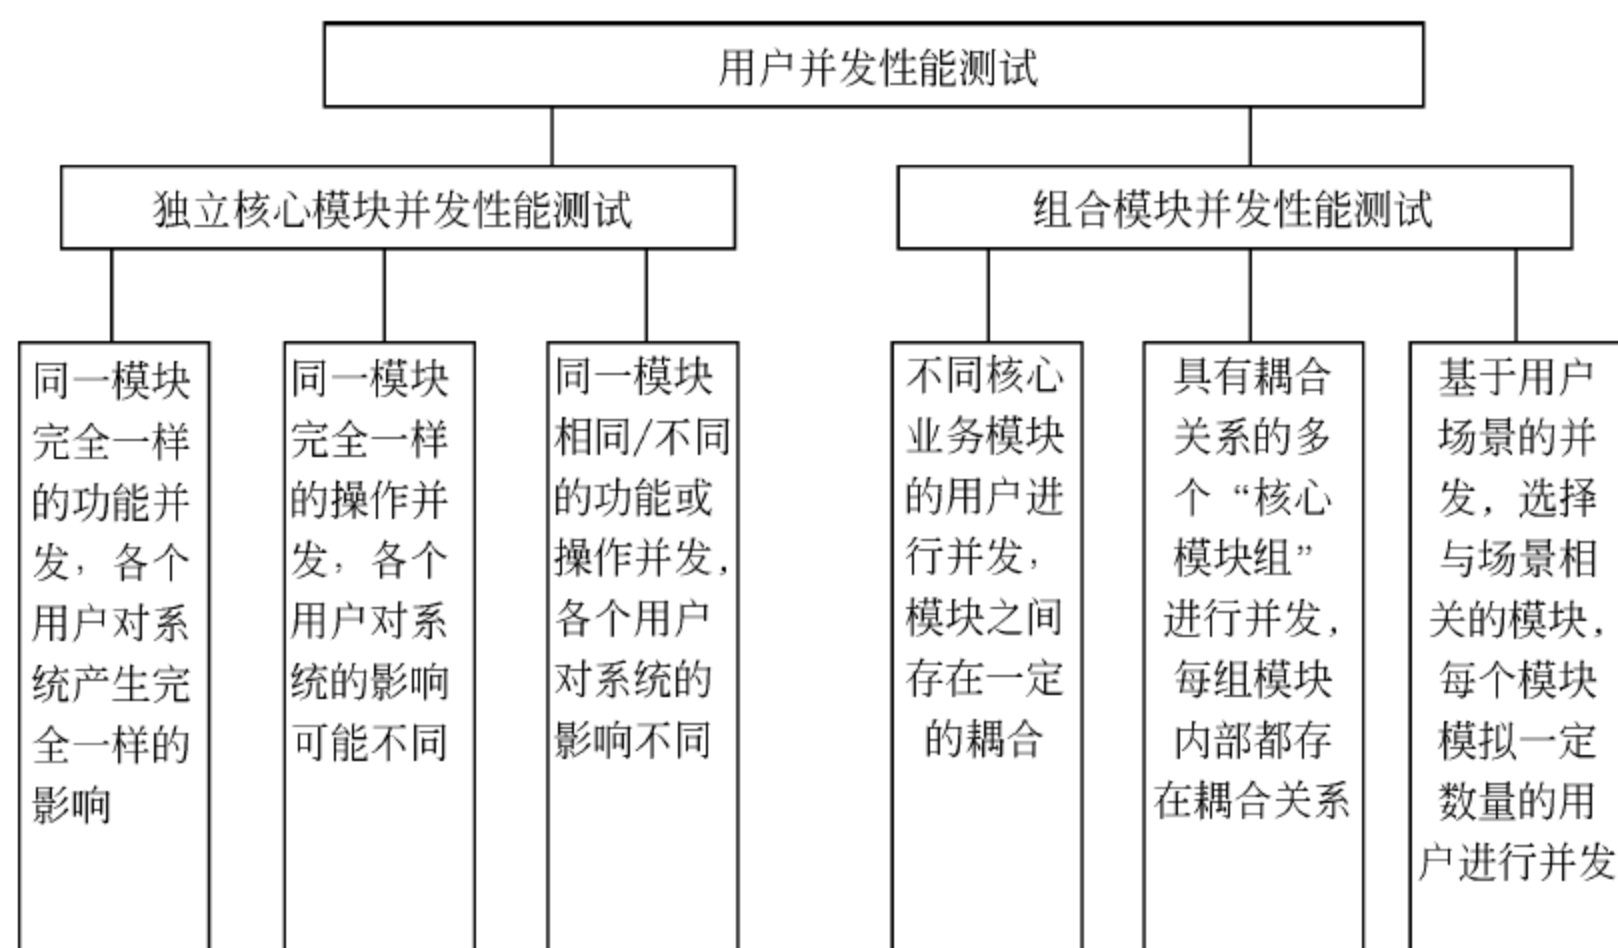 用户并发性能测试
独立核心模块并发性能测试
组合模块并发性能测试
同一模块
完全一样
的功能并
发，各个
用户对系
统产生完
全一样的
影响
同一模块
完全一样
的操作并
发，各个
用户对系
统的影响
可能不同
同一模块
相同/不同
的功能或
操作并发，
各个用户
对系统的
影响不同
不同核心
业务模块
的用户进
行并发，
模块之间
存在一定
的耦合
具有耦合
关系的多
个“核心
模块组”
进行并发，
每组模块
内部都存
在耦合关系
基于用户
场景的并
发，选择
与场景相
关的模块，
每个模块
模拟一定
数量的用
户进行并发